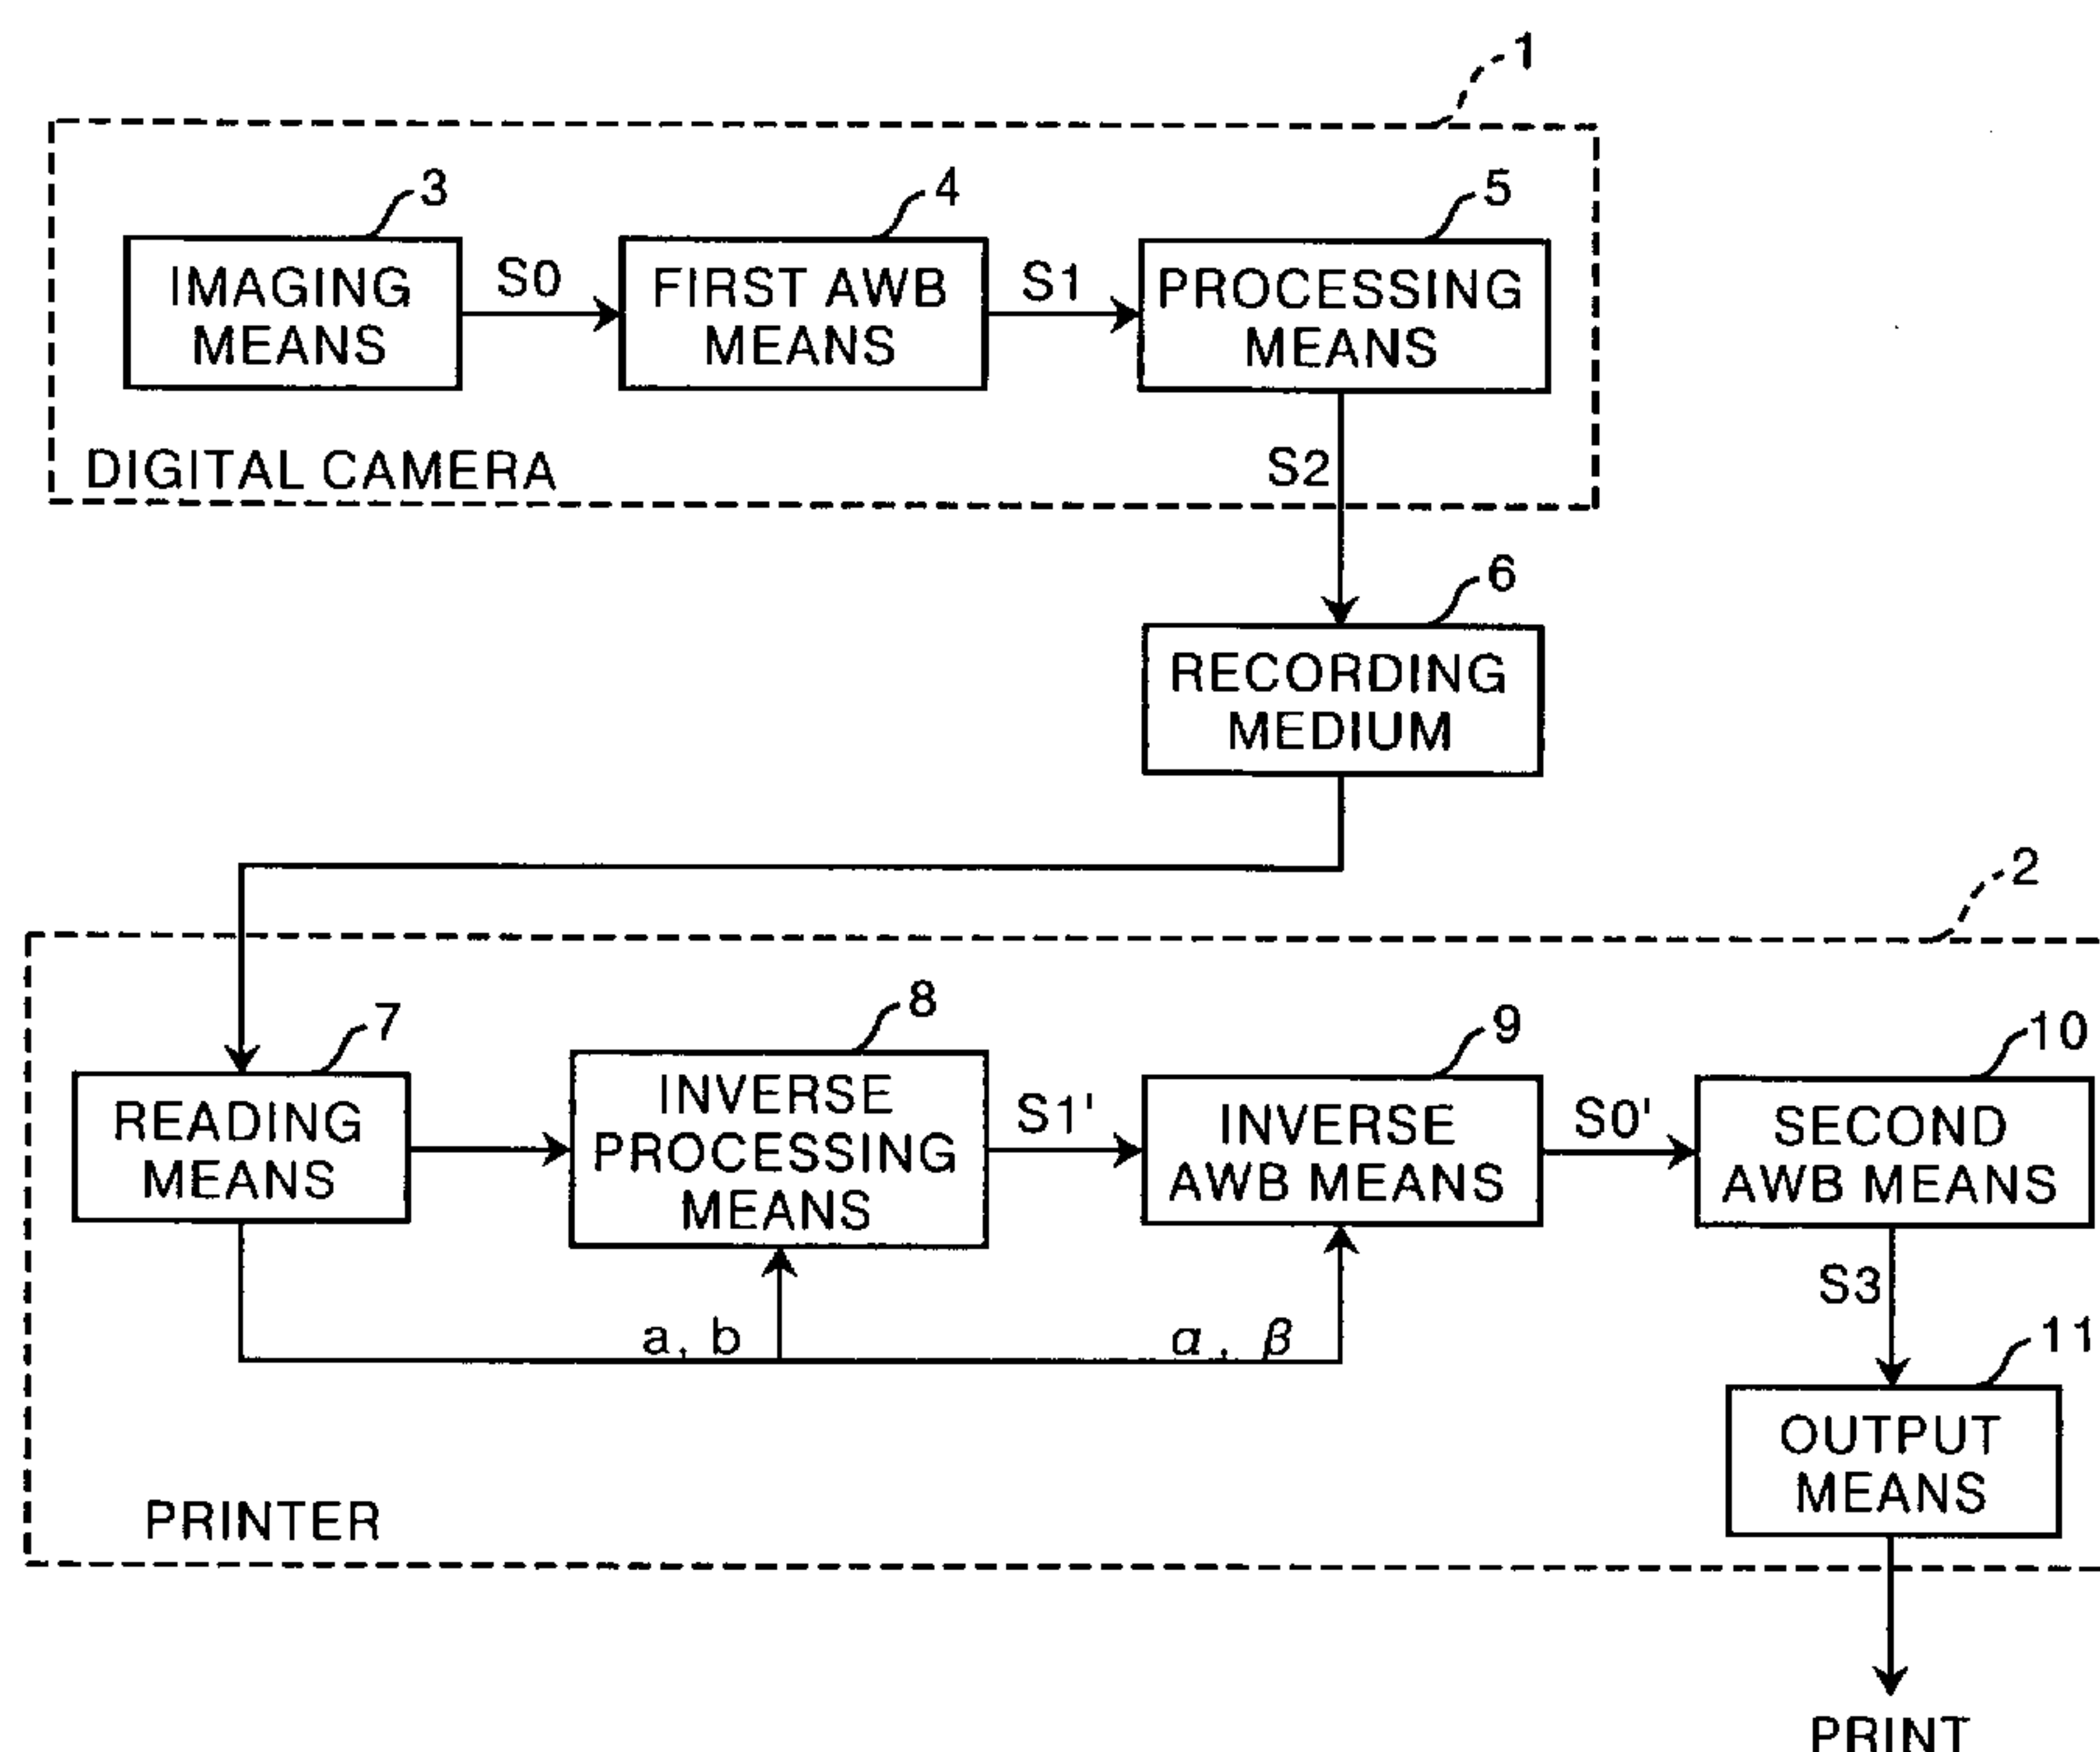 1
3
4
5
IMAGING
MEANS
S0
FIRST AWB
MEANS
S1
PROCESSING
MEANS
DIGITAL CAMERA
S2
6
RECORDING
MEDIUM
2
7
8
9
10
READING
MEANS
INVERSE
PROCESSING
MEANS
S1'
INVERSE
AWB MEANS
S0'
SECOND
AWB MEANS
a, b
α, β
S3
11
OUTPUT
MEANS
PRINTER
PRINT